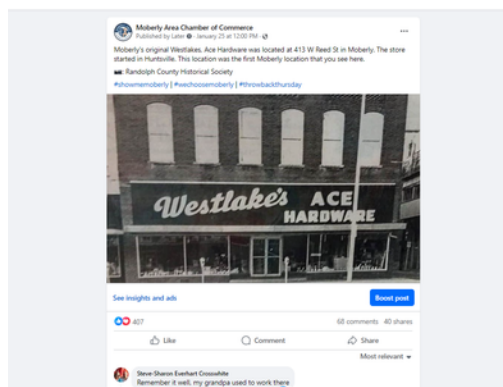 Moberly Area Chamber of Commerce
Published by Later · January 25 at 12:00 PM ·
Moberly's original Westlakes. Ace Hardware was located at 413 W Reed St in Moberly. The store
started in Huntsville. This location was the first Moberly location that you see here.
: Randolph County Historical Society
#showmemoberly | #wechoosemoberly | #throwbackthursday
Westlake's ACE
HARDWARE
See insights and ads
Boost post
407
68 comments 40 shares
Like Comment Share
Most relevant
Steve-Sharon Everhart Crosswhite
Remember it well, my grandpa used to work there